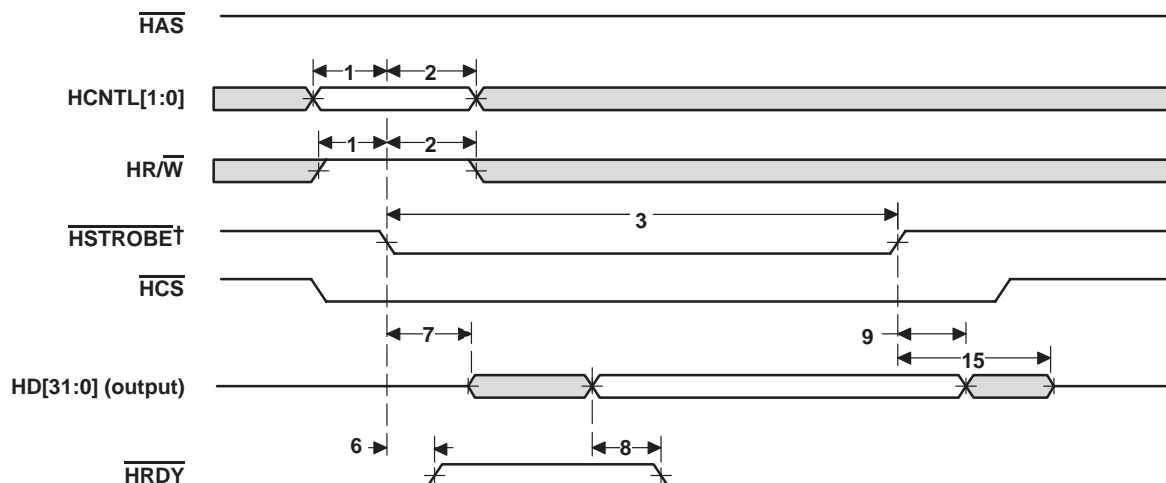 HAS
1 2
HCNTL[1:0]
1 2
HR/W
3
HSTROBE†
HCS
7 9
15
HD[31:0] (output)
6 8
HRDY